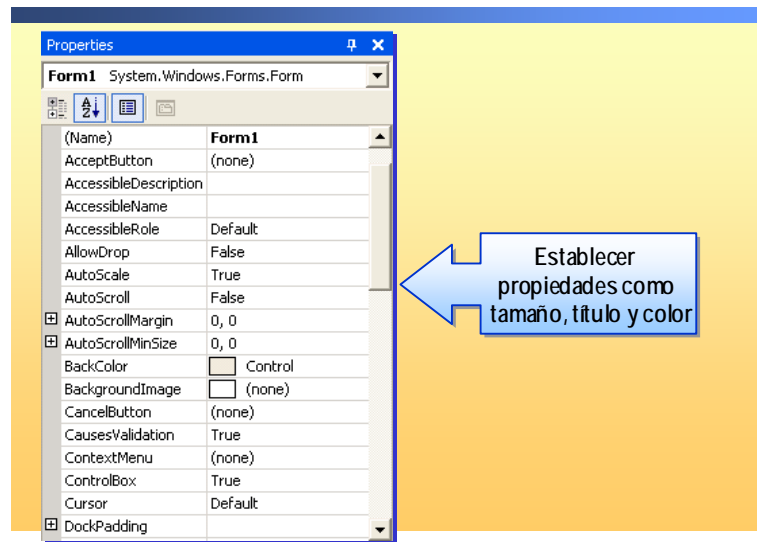 Properties
Form1 System.Windows.Forms.Form
(Name) Form1
AcceptButton (none)
AccessibleDescription
AccessibleName
AccessibleRole Default
AllowDrop False
AutoScale True
AutoScroll False
AutoScrollMargin 0, 0
AutoScrollMinSize 0, 0
BackColor Control
BackgroundImage (none)
CancelButton (none)
CausesValidation True
ContextMenu (none)
ControlBox True
Cursor Default
DockPadding
Establecer
propiedades como
tamaño, título y color